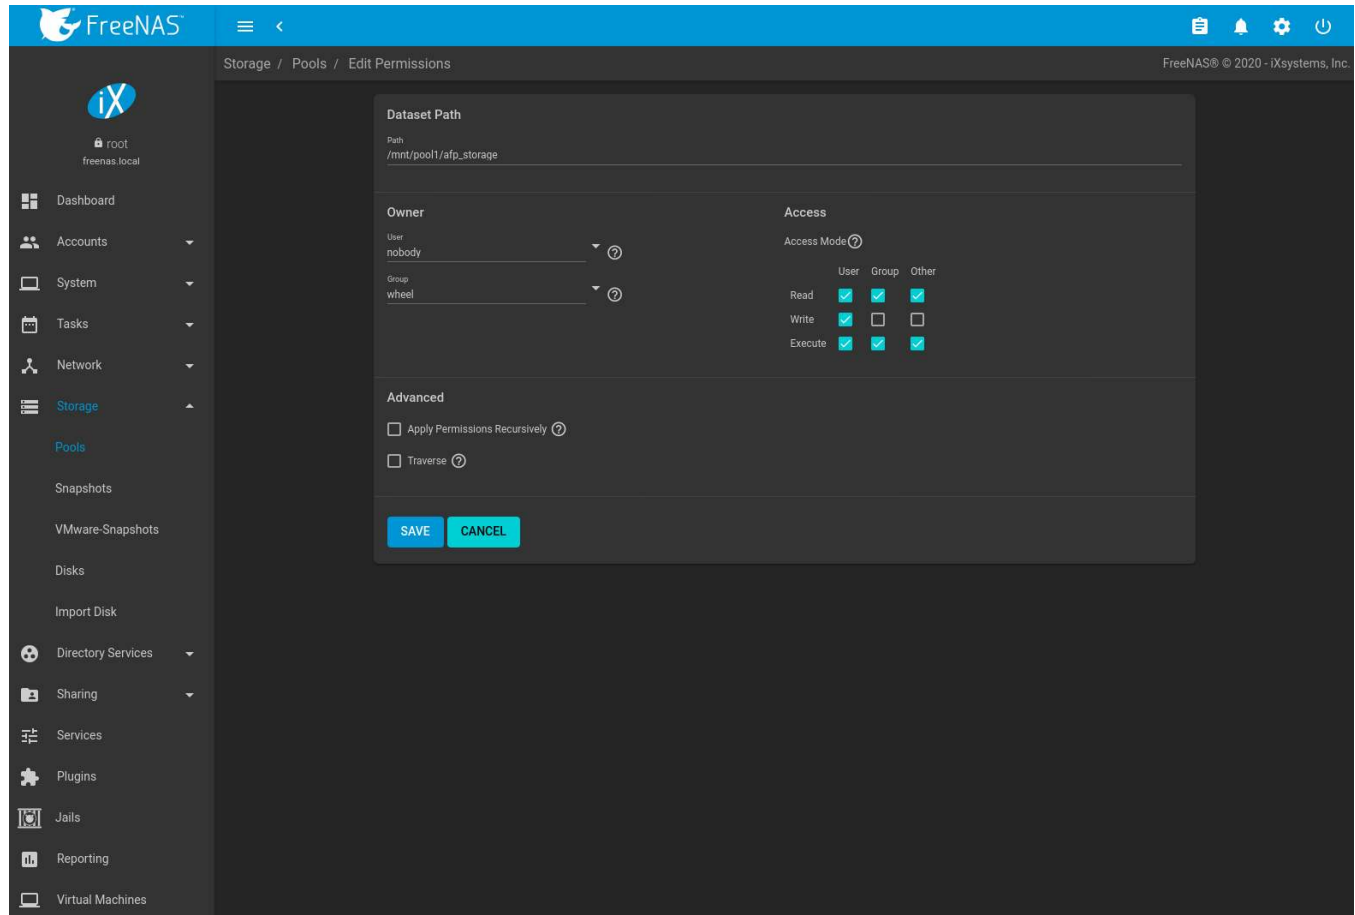 FreeNAS®
Storage / Pools / Edit Permissions
FreeNAS® © 2020 - iXsystems, Inc.
iX
root
freenas.local
Dashboard
Accounts
System
Tasks
Network
Storage
Pools
Snapshots
VMware-Snapshots
Disks
Import Disk
Directory Services
Sharing
Services
Plugins
Jails
Reporting
Virtual Machines
Dataset Path
Path
/mnt/pool1/afp_storage
Owner
User
nobody
Group
wheel
Access
Access Mode
User Group Other
Read
Write
Execute
Advanced
Apply Permissions Recursively
Traverse
SAVE CANCEL